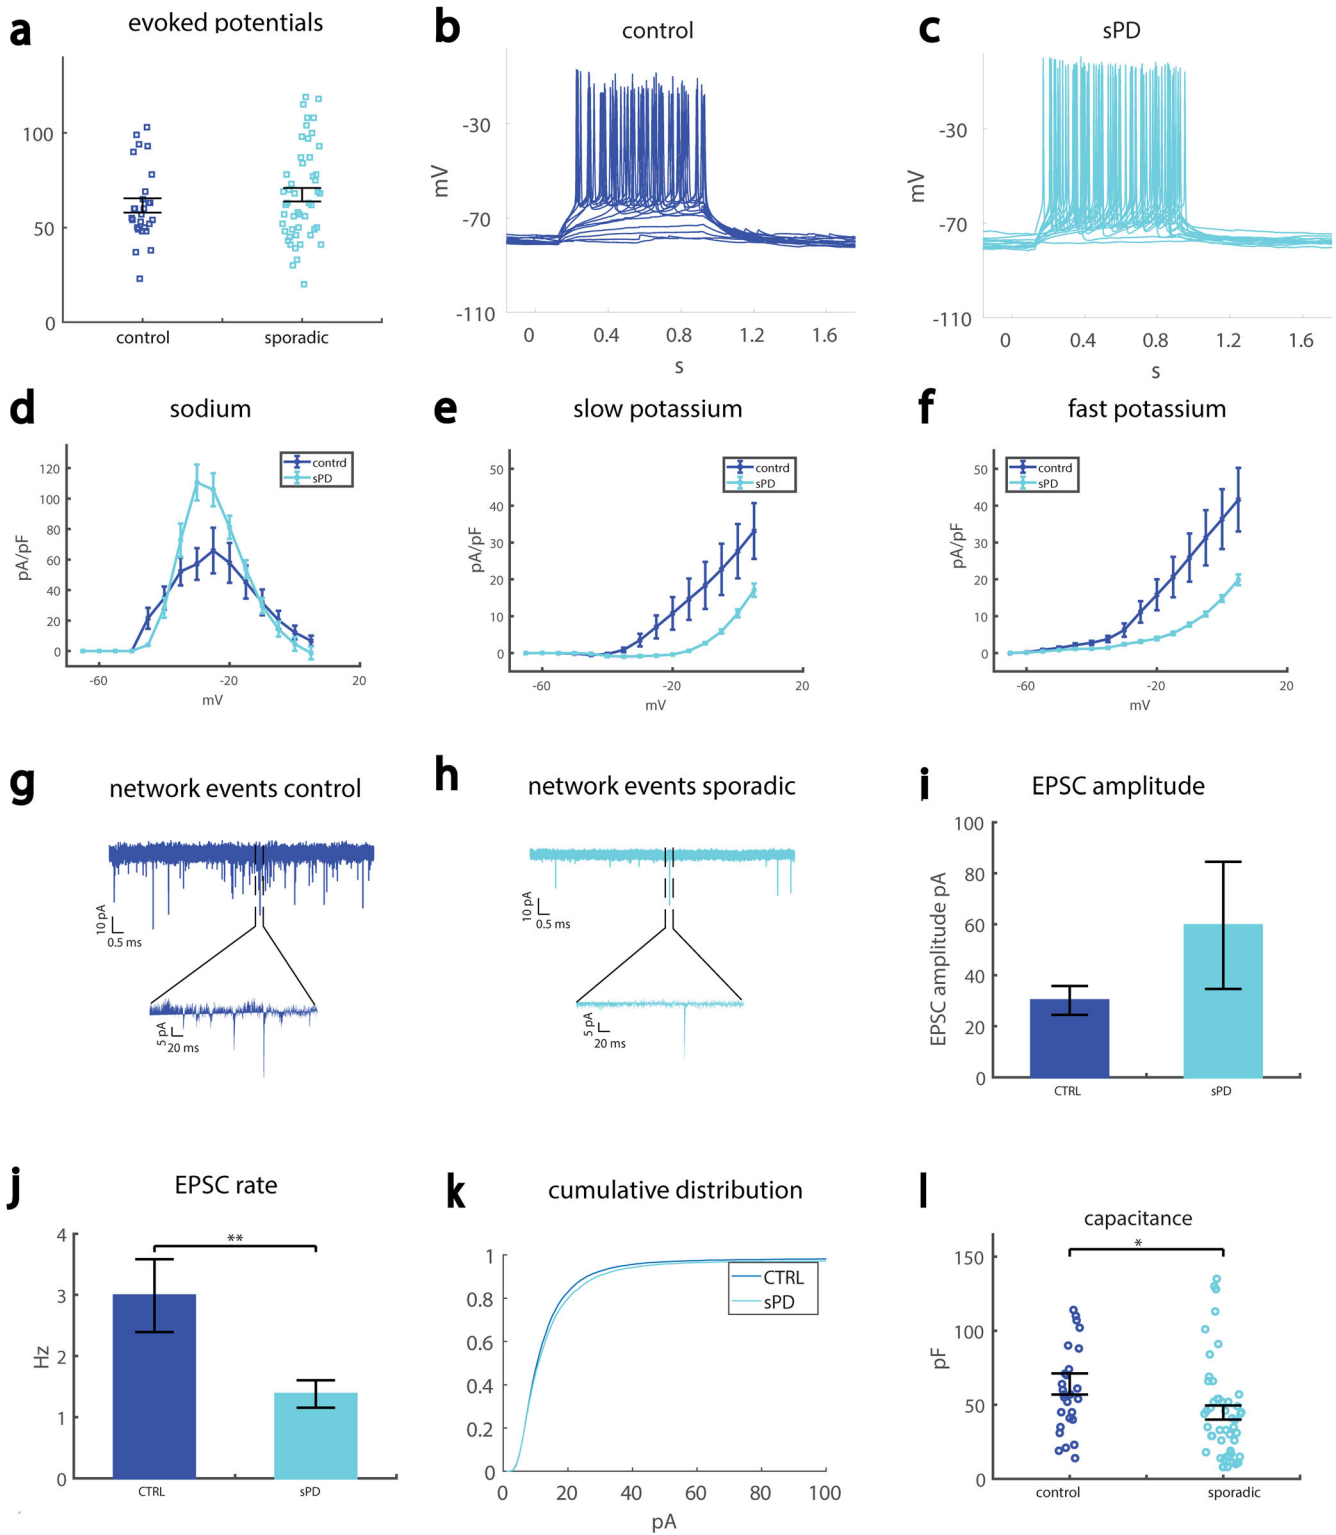 a
evoked potentials
100
50
0
control
sporadic
b
control
-30
-70
-110
mV
0
0.4
0.8
1.2
1.6
s
c
sPD
-30
-70
-110
mV
0
0.4
0.8
1.2
1.6
s
d
sodium
contrd
sPD
120
100
80
60
40
20
0
pA/pF
-60
-20
20
mV
e
slow potassium
contrd
sPD
50
40
30
20
10
0
pA/pF
-60
-20
20
mV
f
fast potassium
contrd
sPD
50
40
30
20
10
0
pA/pF
-60
-20
20
mV
g
network events control
10 pA
0.5 ms
5 pA
20 ms
h
network events sporadic
10 pA
0.5 ms
5 pA
20 ms
i
EPSC amplitude
100
80
60
40
20
0
EPSC amplitude pA
CTRL
sPD
j
EPSC rate
**
4
3
2
1
0
Hz
CTRL
sPD
k
cumulative distribution
1
0.8
0.6
0.4
0.2
0
CTRL
sPD
0
20
40
60
80
100
pA
l
capacitance
*
150
100
50
0
pF
control
sporadic